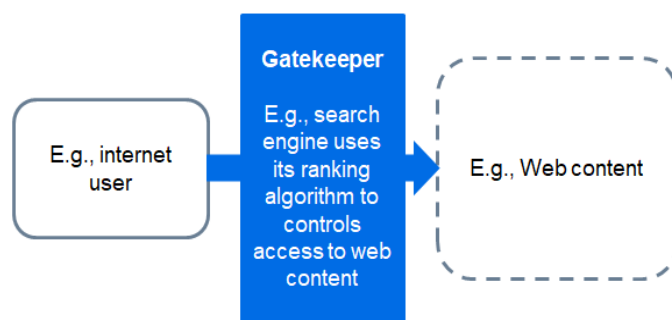 E.g., internet
user
Gatekeeper
E.g., search
engine uses
its ranking
algorithm to
controls
access to web
content
E.g., Web content